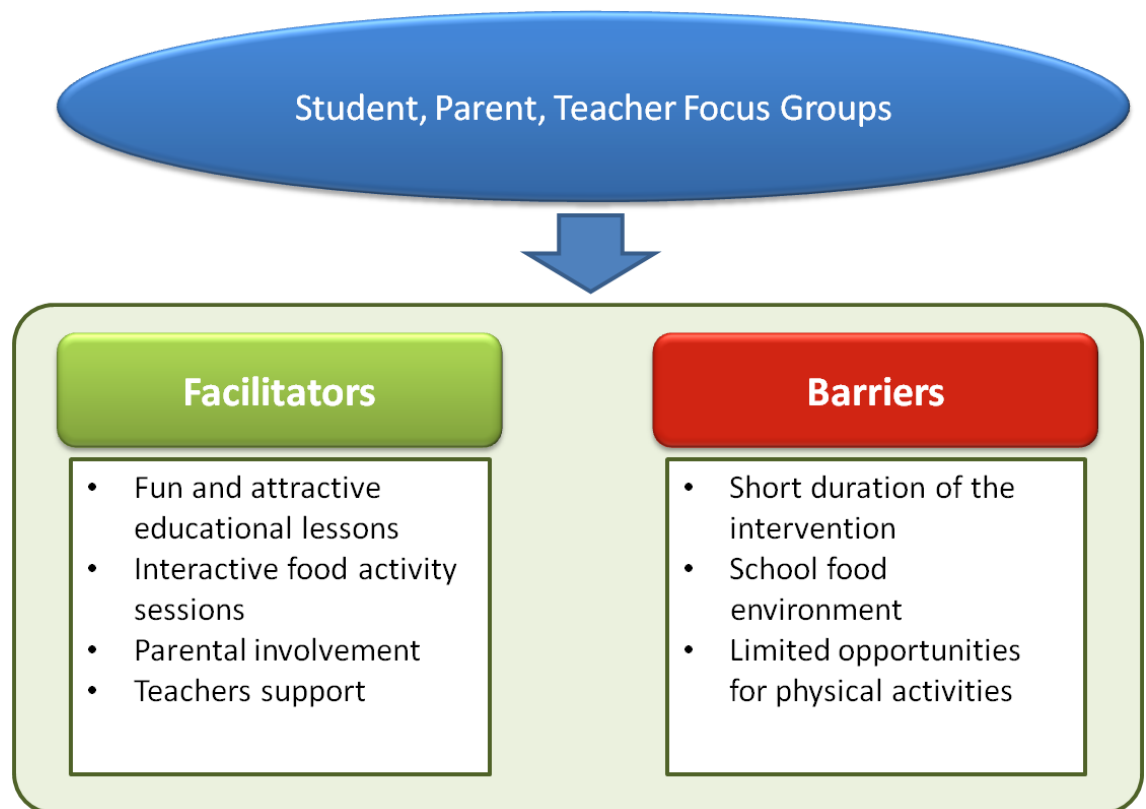 Student, Parent, Teacher Focus Groups
Facilitators
• Fun and attractive
educational lessons
• Interactive food activity
sessions
• Parental involvement
• Teachers support
Barriers
• Short duration of the
intervention
• School food
environment
• Limited opportunities
for physical activities